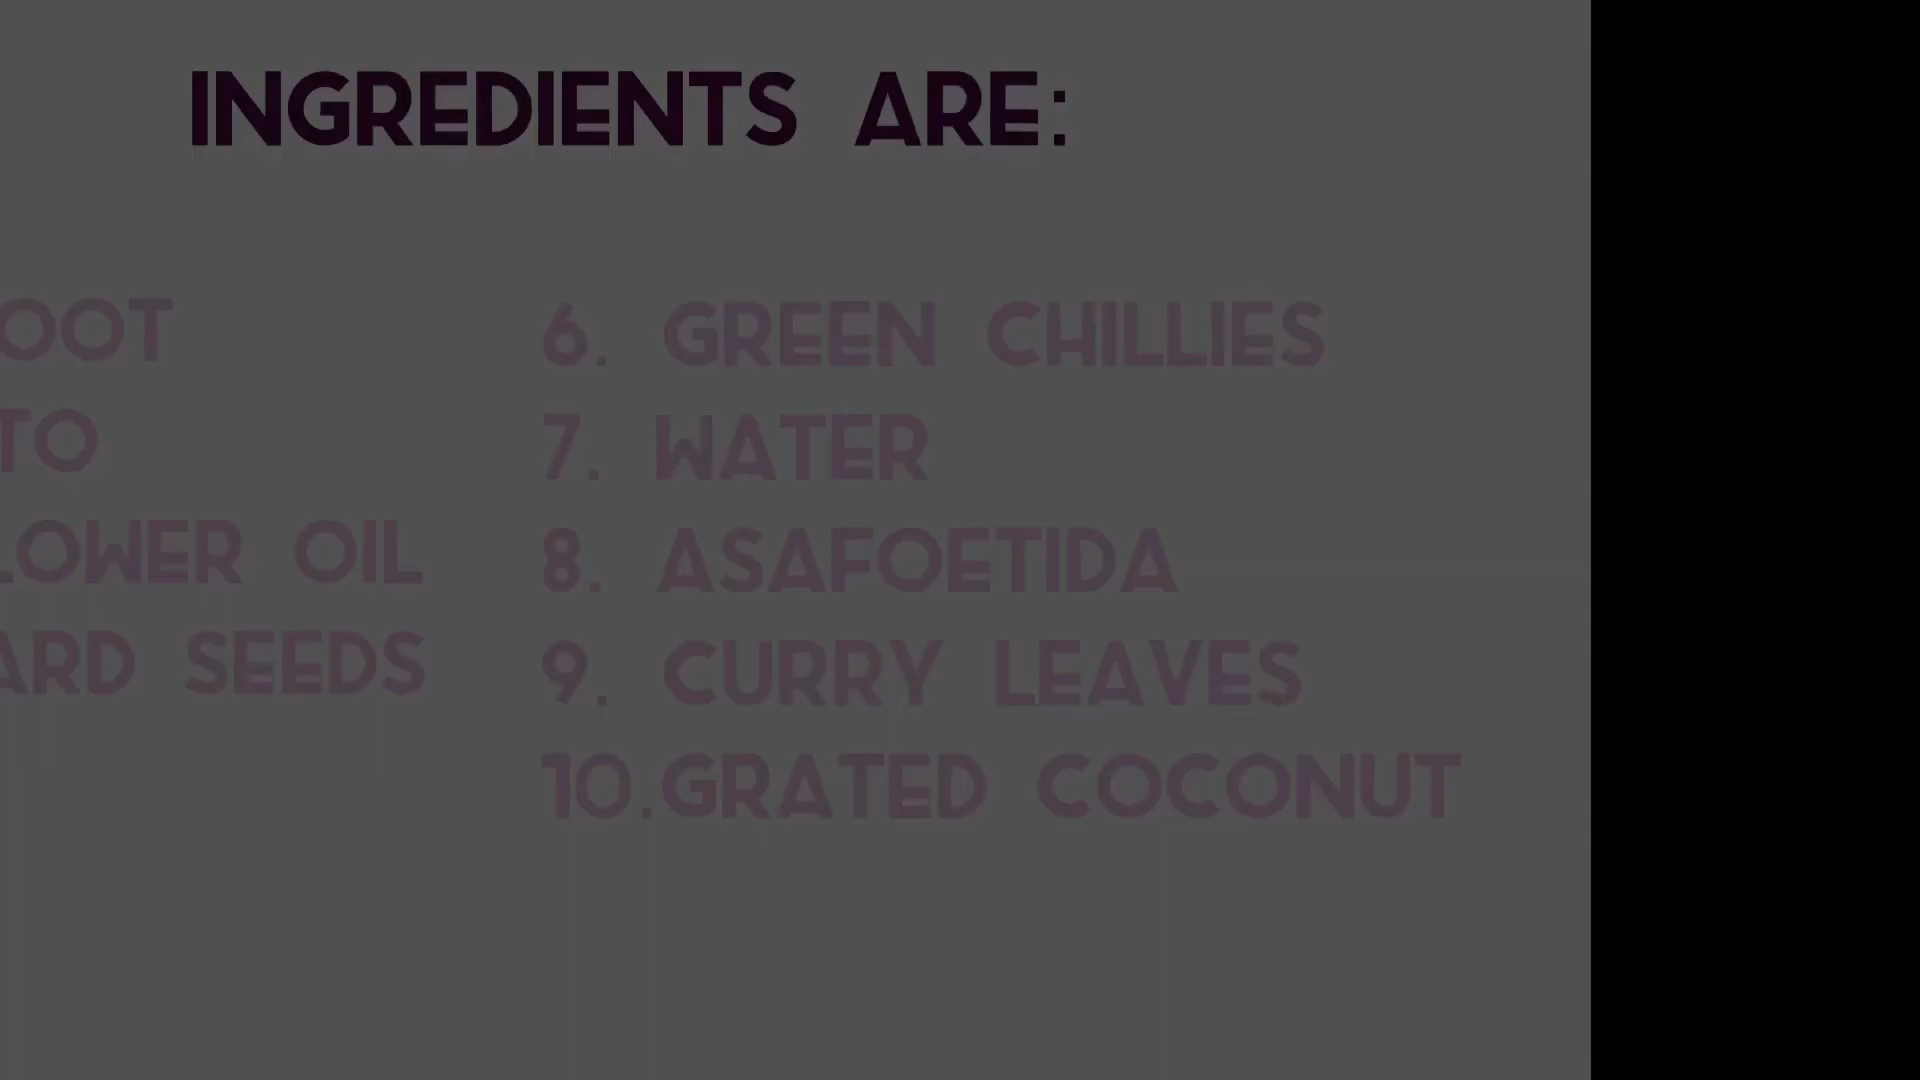 INGREDIENTS ARE:
OOT
TO
LOWER OIL
ARD SEEDS
6. GREEN CHILLIES
7. WATER
8. ASAFOETIDA
9. CURRY LEAVES
10.GRATED COCONUT